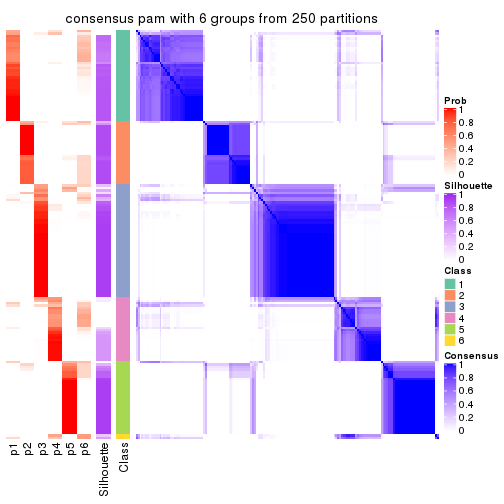 consensus pam with 6 groups from 250 partitions
Prob
1
0.8
0.6
0.4
0.2
0
Silhouette
1
0.8
0.6
0.4
0.2
0
Class
1
2
3
4
5
6
Consensus
1
0.8
0.6
0.4
0.2
0
p1
p2
p3
p4
p5
p6
Silhouette
Class